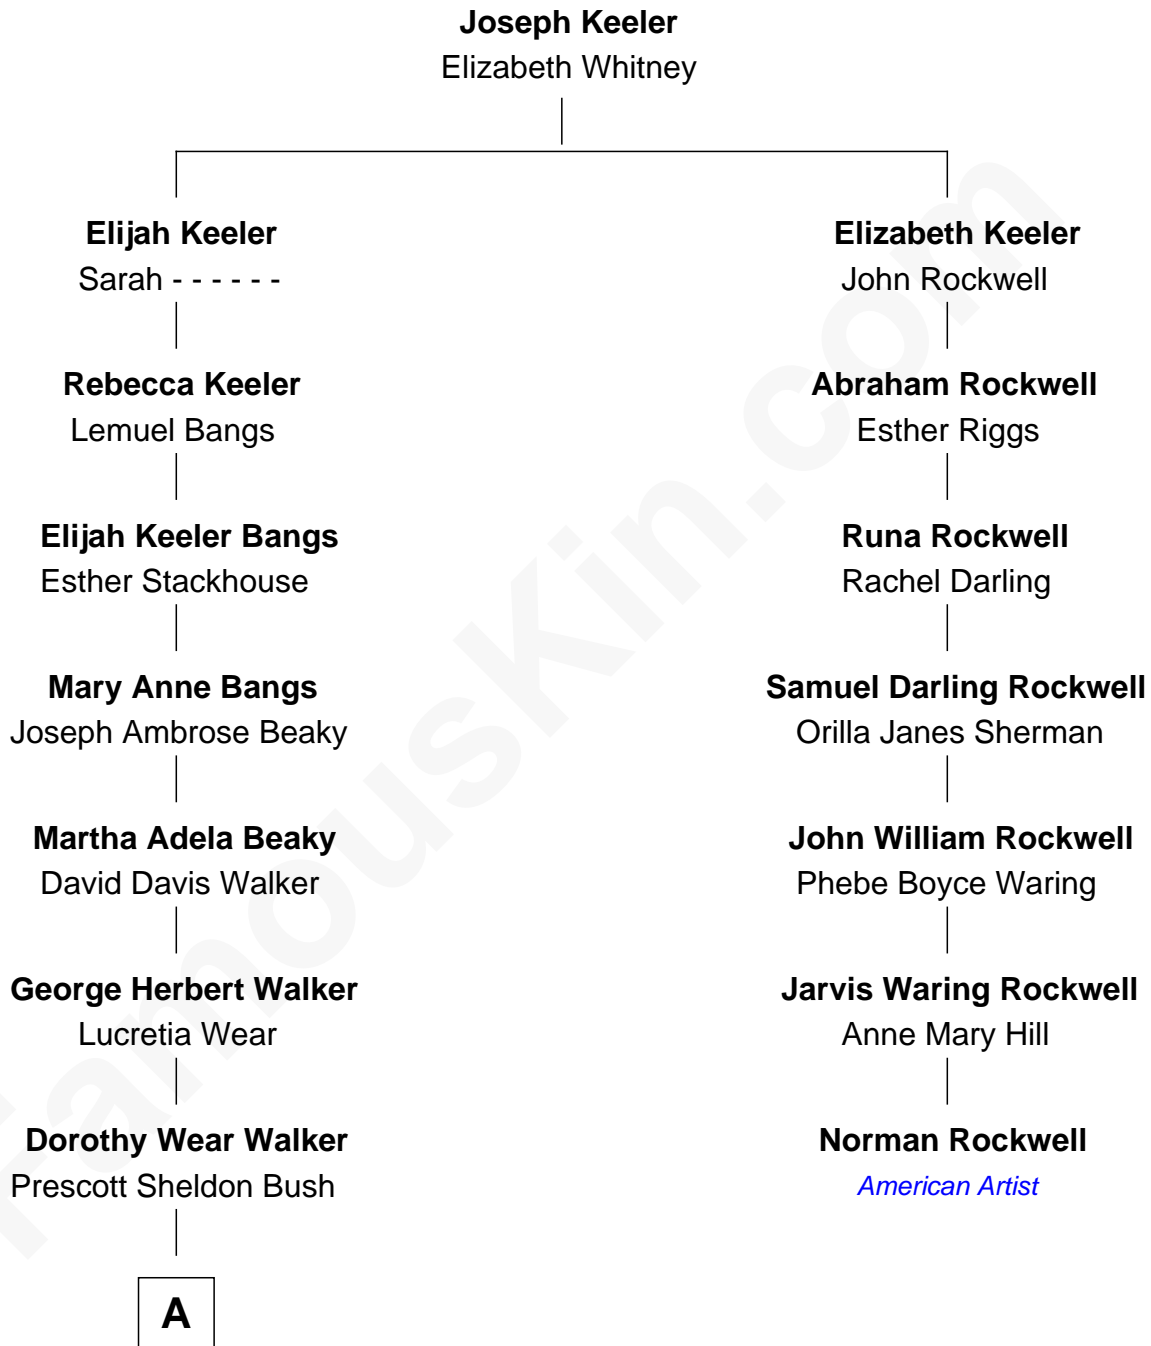 Joseph Keeler
Elizabeth Whitney
Elijah Keeler
Sarah - - - - - -
Rebecca Keeler
Lemuel Bangs
Elijah Keeler Bangs
Esther Stackhouse
Mary Anne Bangs
Joseph Ambrose Beaky
Martha Adela Beaky
David Davis Walker
George Herbert Walker
Lucretia Wear
Dorothy Wear Walker
Prescott Sheldon Bush
A
Elizabeth Keeler
John Rockwell
Abraham Rockwell
Esther Riggs
Runa Rockwell
Rachel Darling
Samuel Darling Rockwell
Orilla Janes Sherman
John William Rockwell
Phebe Boyce Waring
Jarvis Waring Rockwell
Anne Mary Hill
Norman Rockwell
American Artist
FamousKin.com